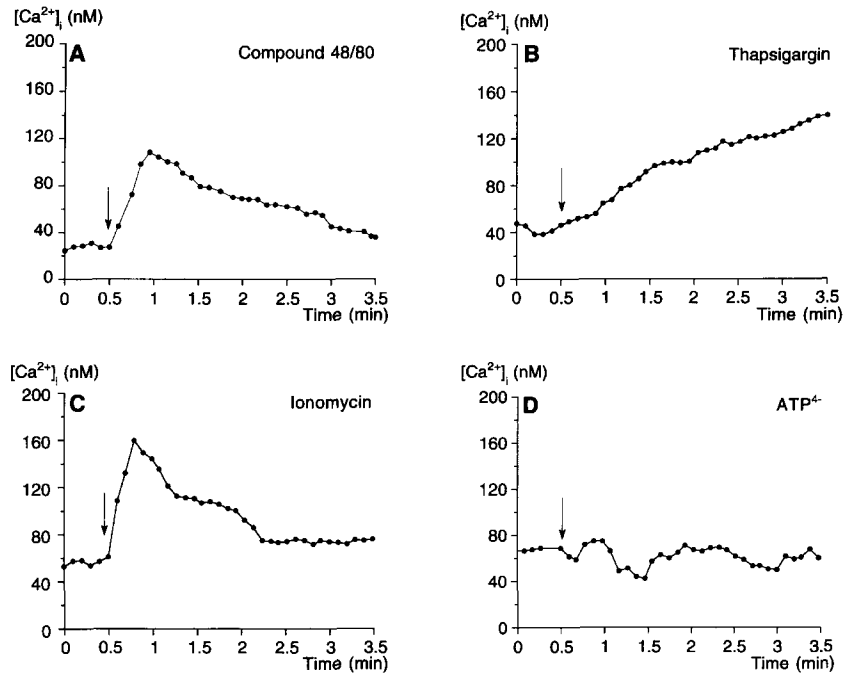 [Ca²⁺]ᵢ (nM)
A
Compound 48/80
200
160
120
80
40
0
0 0.5 1 1.5 2 2.5 3 3.5
Time (min)
[Ca²⁺]ᵢ (nM)
B
Thapsigargin
200
160
120
80
40
0
0 0.5 1 1.5 2 2.5 3 3.5
Time (min)
[Ca²⁺]ᵢ (nM)
C
Ionomycin
200
160
120
80
40
0
0 0.5 1 1.5 2 2.5 3 3.5
Time (min)
[Ca²⁺]ᵢ (nM)
D
ATP⁴⁻
200
160
120
80
40
0
0 0.5 1 1.5 2 2.5 3 3.5
Time (min)